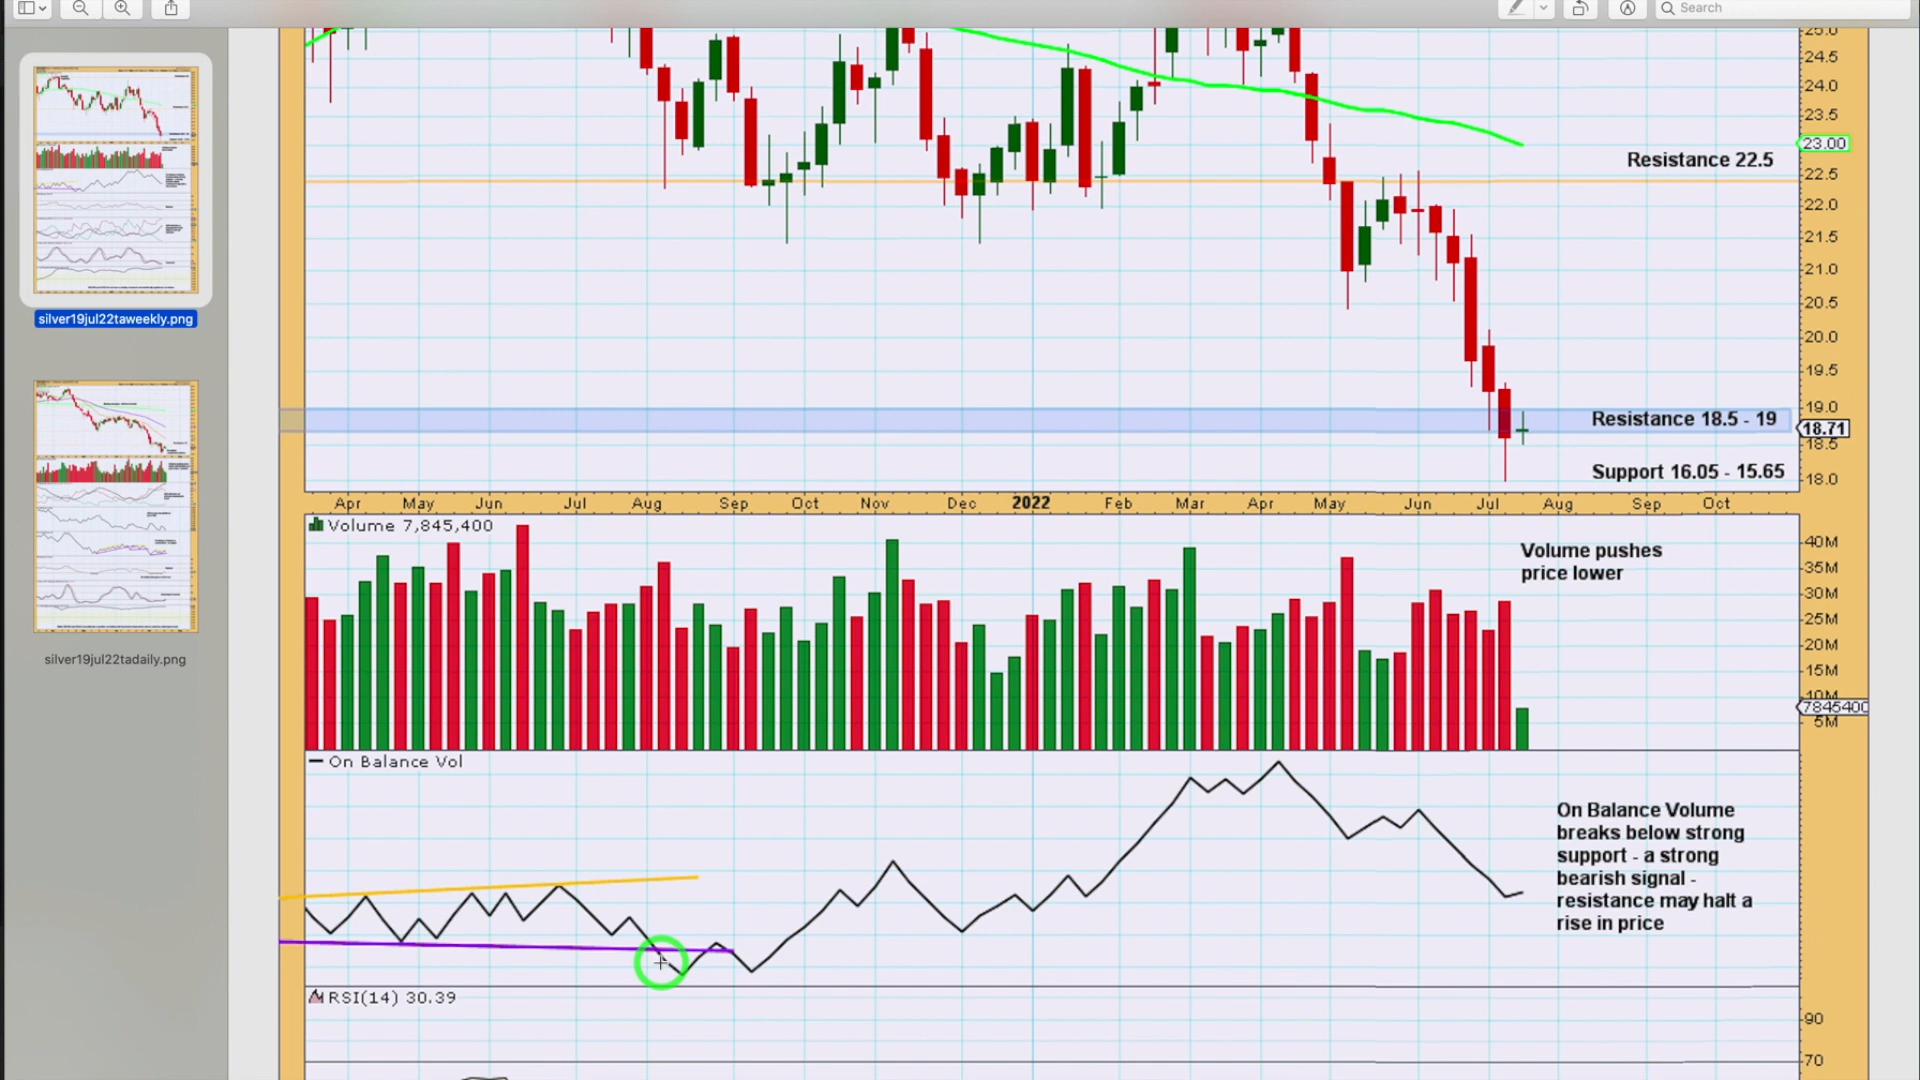 Search
silver19jul22taweekly.png
silver19jul22tadaily.png
25.0
24.5
24.0
23.5
23.00
Resistance 22.5
22.5
22.0
21.5
21.0
20.5
20.0
19.5
19.0
Resistance 18.5 - 19
18.71
18.5
Support 16.05 - 15.65
18.0
Apr May Jun Jul Aug Sep Oct Nov Dec 2022 Feb Mar Apr May Jun Jul Aug Sep Oct
Volume 7,845,400
Volume pushes
price lower
40M
35M
30M
25M
20M
15M
10M
7845400
5M
On Balance Vol
On Balance Volume
breaks below strong
support - a strong
bearish signal -
resistance may halt a
rise in price
RSI(14) 30.39
90
70